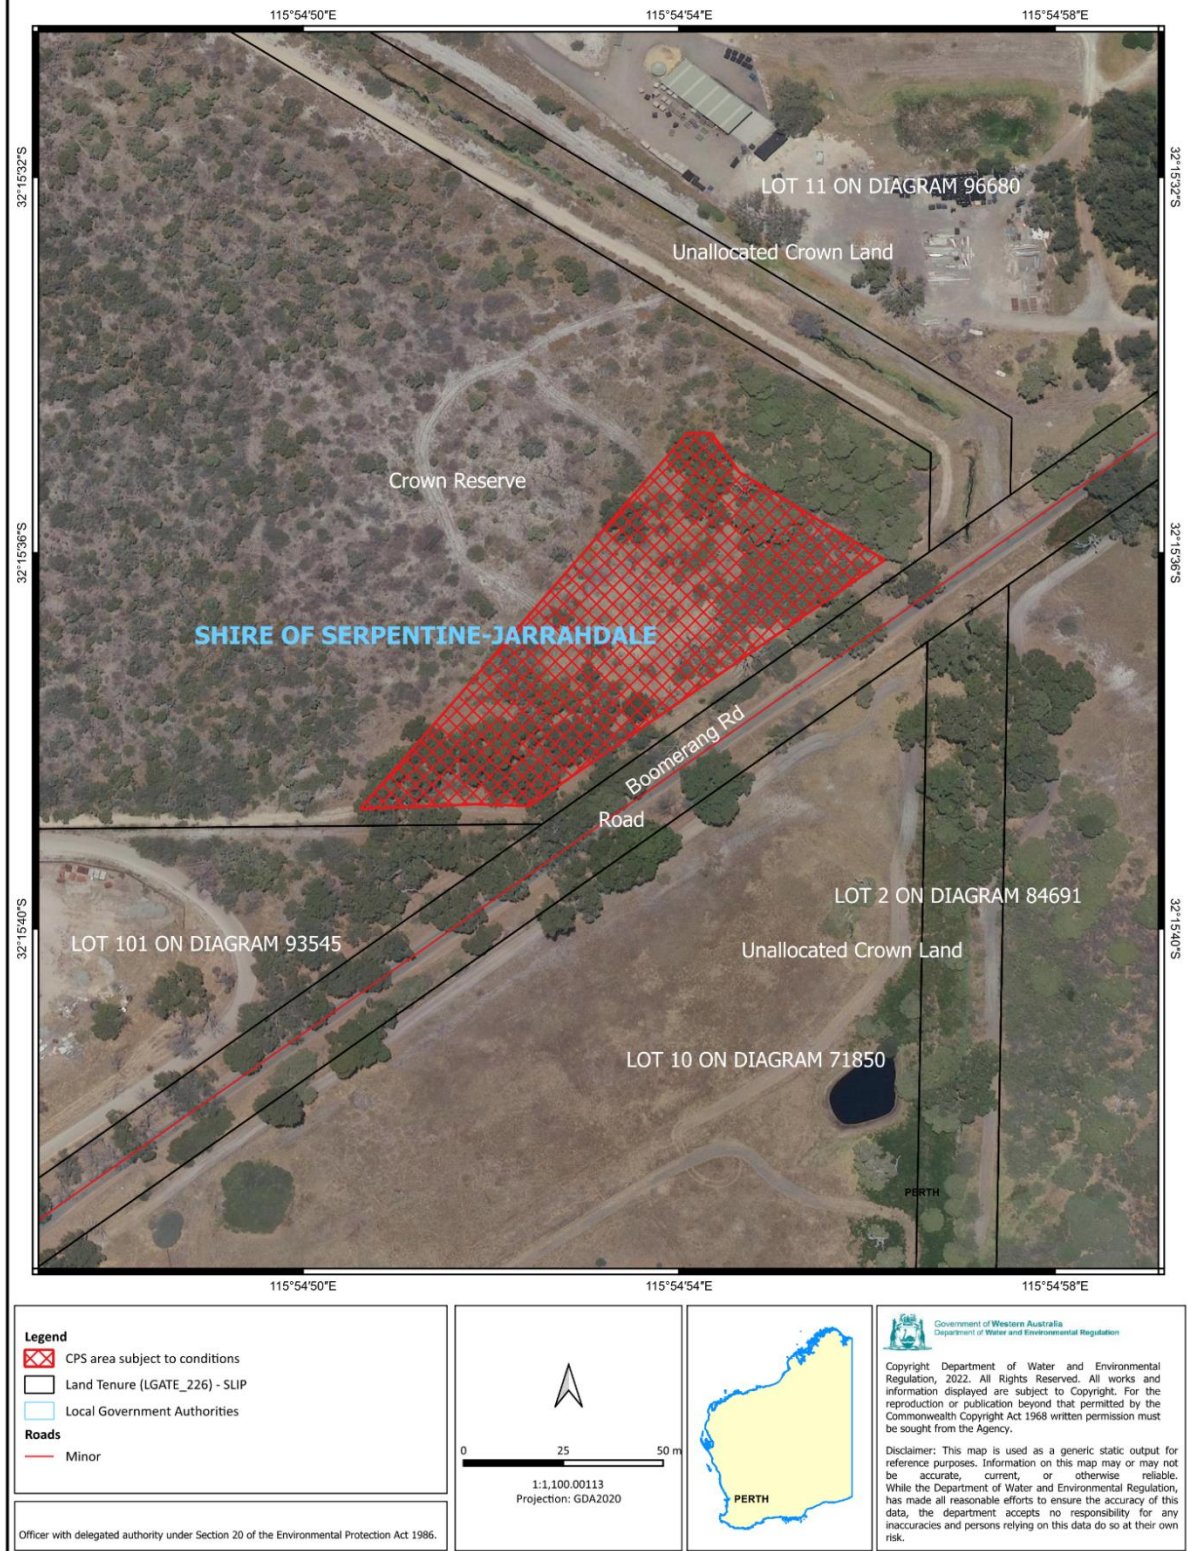 115°54'50"E
115°54'54"E
115°54'58"E
32°15'32"S
32°15'32"S
LOT 11 ON DIAGRAM 96680
Unallocated Crown Land
Crown Reserve
32°15'36"S
32°15'36"S
SHIRE OF SERPENTINE-JARRAHDALE
Boomerang Rd
Road
LOT 2 ON DIAGRAM 84691
32°15'40"S
32°15'40"S
LOT 101 ON DIAGRAM 93545
Unallocated Crown Land
LOT 10 ON DIAGRAM 71850
PERTH
115°54'50"E
115°54'54"E
115°54'58"E
Legend
CPS area subject to conditions
Land Tenure (LGATE_226) - SLIP
Local Government Authorities
Roads
Minor
Officer with delegated authority under Section 20 of the Environmental Protection Act 1986.
0 25 50 m
1:1,100.00113
Projection: GDA2020
PERTH
Government of Western Australia
Department of Water and Environmental Regulation
Copyright Department of Water and Environmental
Regulation, 2022. All Rights Reserved. All works and
information displayed are subject to Copyright. For the
reproduction or publication beyond that permitted by the
Commonwealth Copyright Act 1968 written permission must
be sought from the Agency.
Disclaimer: This map is used as a generic static output for
reference purposes. Information on this map may or may not
be accurate, current, or otherwise reliable.
While the Department of Water and Environmental Regulation,
has made all reasonable efforts to ensure the accuracy of this
data, the department accepts no responsibility for any
inaccuracies and persons relying on this data do so at their own
risk.